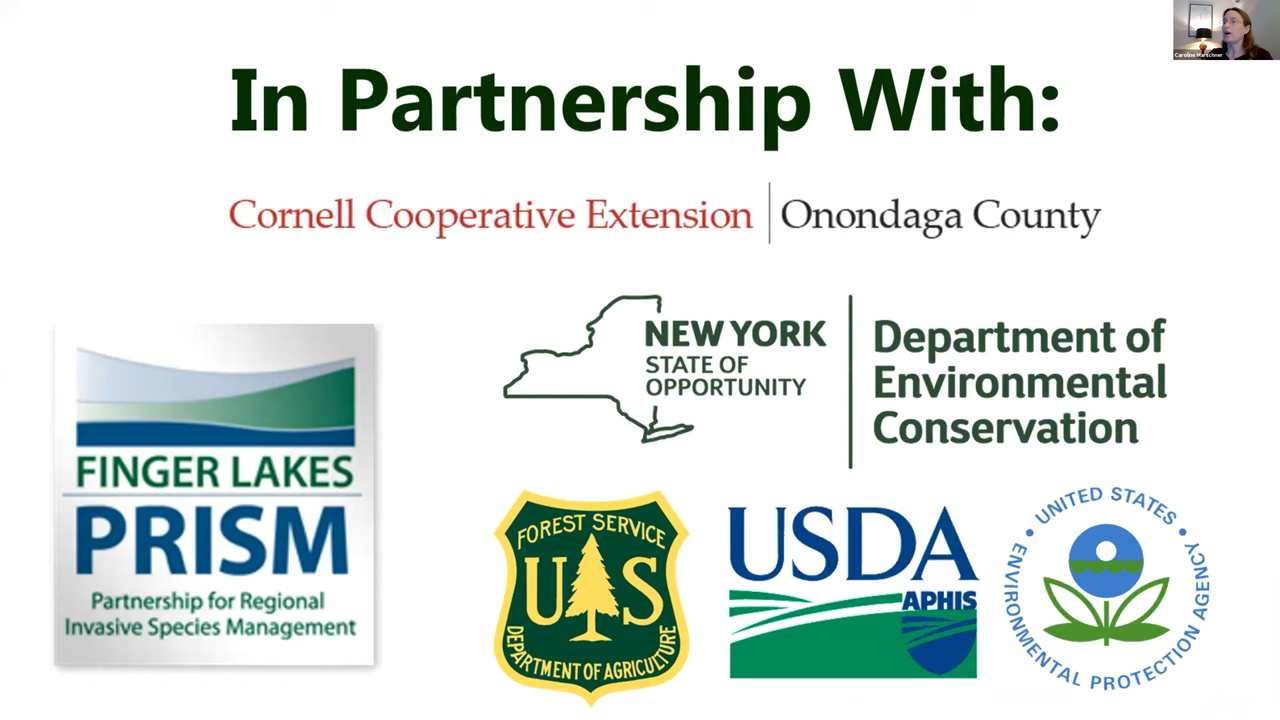 In Partnership With:
Caroline Marschner
Cornell Cooperative Extension | Onondaga County
FINGER LAKES
PRISM
Partnership for Regional
Invasive Species Management
NEW YORK
STATE OF
OPPORTUNITY
Department of
Environmental
Conservation
FOREST SERVICE
U S
DEPARTMENT OF AGRICULTURE
USDA
APHIS
UNITED STATES
ENVIRONMENTAL PROTECTION AGENCY